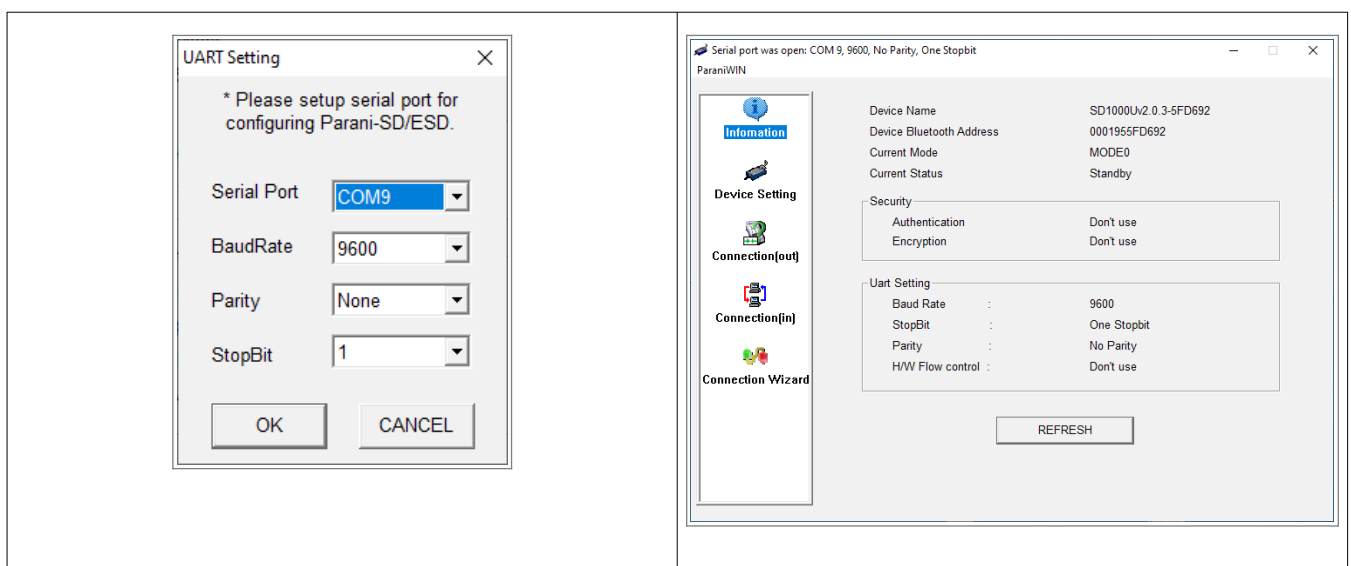 UART Setting
* Please setup serial port for
configuring Parani-SD/ESD.
Serial Port COM9
BaudRate 9600
Parity None
StopBit 1
OK CANCEL
Serial port was open: COM 9, 9600, No Parity, One Stopbit
ParaniWIN
Infomation
Device Setting
Connection(out)
Connection(in)
Connection Wizard
Device Name SD1000Uv2.0.3-5FD692
Device Bluetooth Address 0001955FD692
Current Mode MODE0
Current Status Standby
Security
Authentication Don't use
Encryption Don't use
Uart Setting
Baud Rate : 9600
StopBit : One Stopbit
Parity : No Parity
H/W Flow control : Don't use
REFRESH